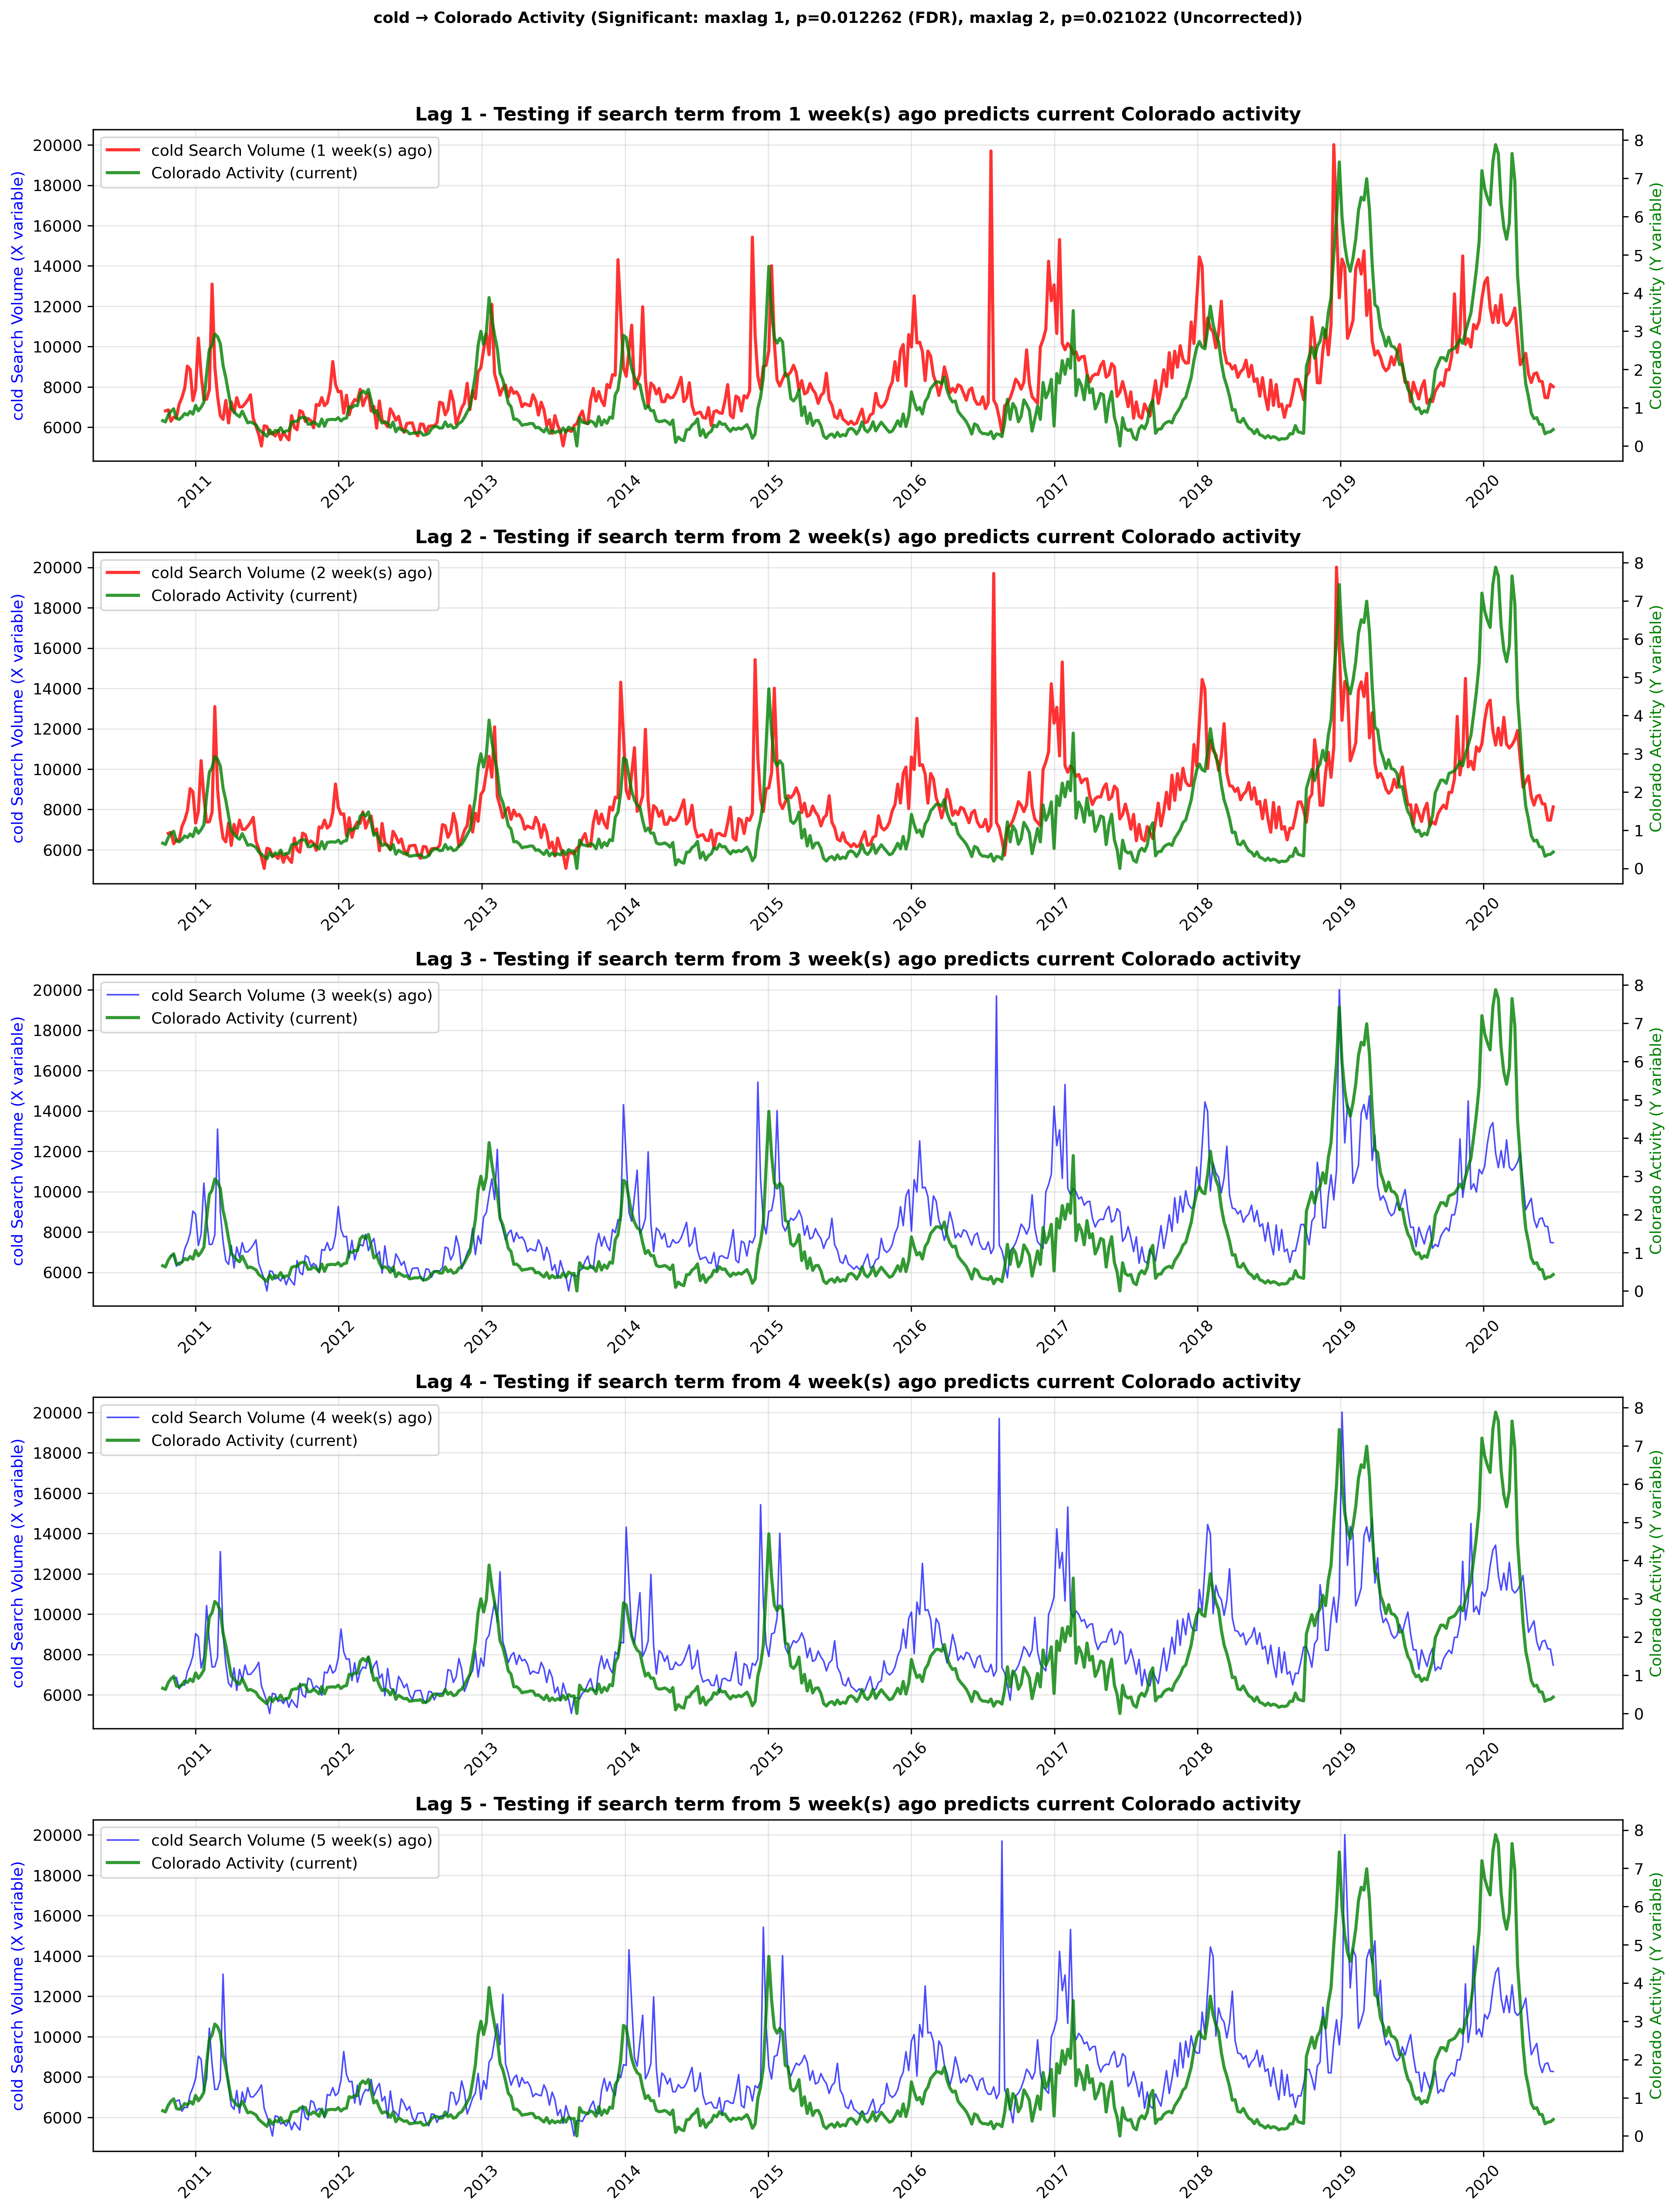 cold → Colorado Activity (Significant: maxlag 1, p=0.012262 (FDR), maxlag 2, p=0.021022 (Uncorrected))
Lag 1 - Testing if search term from 1 week(s) ago predicts current Colorado activity
cold Search Volume (1 week(s) ago)
Colorado Activity (current)
cold Search Volume (X variable)
20000
18000
16000
14000
12000
10000
8000
6000
8
7
6
5
4
3
2
1
0
Colorado Activity (Y variable)
2011 2012 2013 2014 2015 2016 2017 2018 2019 2020
Lag 2 - Testing if search term from 2 week(s) ago predicts current Colorado activity
cold Search Volume (2 week(s) ago)
Colorado Activity (current)
cold Search Volume (X variable)
20000
18000
16000
14000
12000
10000
8000
6000
8
7
6
5
4
3
2
1
0
Colorado Activity (Y variable)
2011 2012 2013 2014 2015 2016 2017 2018 2019 2020
Lag 3 - Testing if search term from 3 week(s) ago predicts current Colorado activity
cold Search Volume (3 week(s) ago)
Colorado Activity (current)
cold Search Volume (X variable)
20000
18000
16000
14000
12000
10000
8000
6000
8
7
6
5
4
3
2
1
0
Colorado Activity (Y variable)
2011 2012 2013 2014 2015 2016 2017 2018 2019 2020
Lag 4 - Testing if search term from 4 week(s) ago predicts current Colorado activity
cold Search Volume (4 week(s) ago)
Colorado Activity (current)
cold Search Volume (X variable)
20000
18000
16000
14000
12000
10000
8000
6000
8
7
6
5
4
3
2
1
0
Colorado Activity (Y variable)
2011 2012 2013 2014 2015 2016 2017 2018 2019 2020
Lag 5 - Testing if search term from 5 week(s) ago predicts current Colorado activity
cold Search Volume (5 week(s) ago)
Colorado Activity (current)
cold Search Volume (X variable)
20000
18000
16000
14000
12000
10000
8000
6000
8
7
6
5
4
3
2
1
0
Colorado Activity (Y variable)
2011 2012 2013 2014 2015 2016 2017 2018 2019 2020